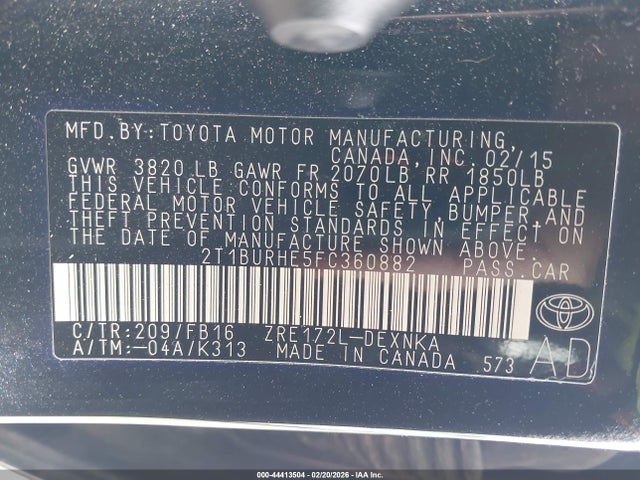 MFD.BY:TOYOTA MOTOR MANUFACTURING,
CANADA,INC. 02/15
GVWR 3820LB GAWR FR 2070LB RR 1850LB
THIS VEHICLE CONFORMS TO ALL APPLICABLE
FEDERAL MOTOR VEHICLE SAFETY, BUMPER AND
THEFT PREVENTION STANDARDS IN EFFECT ON
THE DATE OF MANUFACTURE SHOWN ABOVE.
2T1BURHE5FC360882 PASS.CAR
C/TR:209/FB16 ZRE172L-DEXNKA
A/TM:-04A/K313 MADE IN CANADA 573
AD
000-44413504 | 02/20/2026 - IAA Inc.